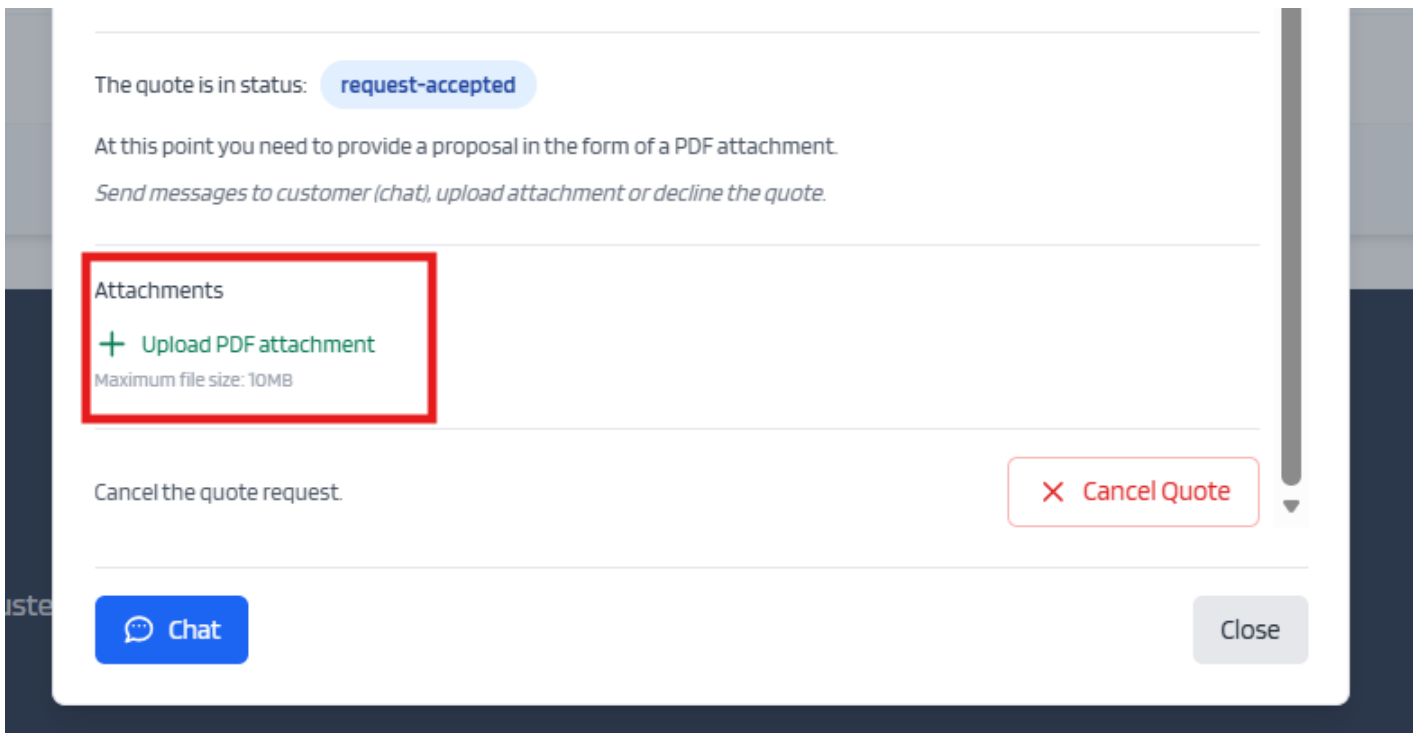 The quote is in status: request-accepted
At this point you need to provide a proposal in the form of a PDF attachment.
Send messages to customer (chat), upload attachment or decline the quote.
Attachments
+ Upload PDF attachment
Maximum file size: 10MB
Cancel the quote request. × Cancel Quote
uste
Chat Close